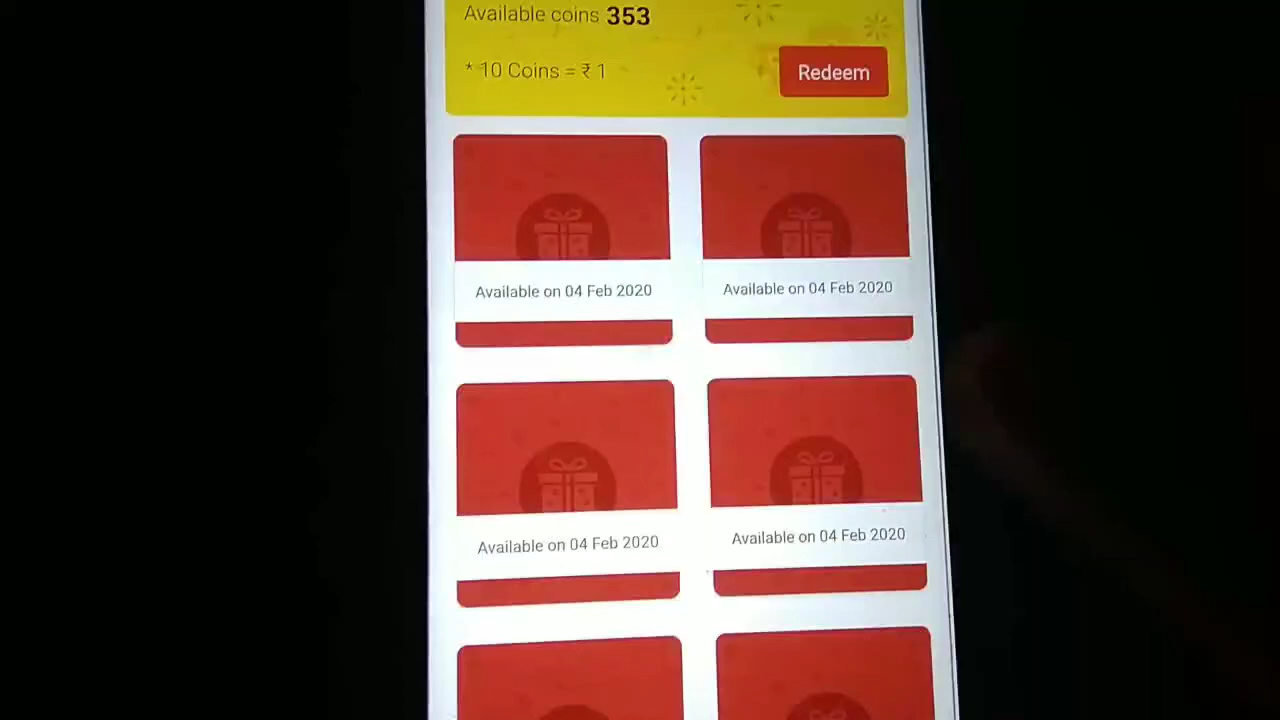 Available coins 353
* 10 Coins = ₹ 1
Redeem
Available on 04 Feb 2020
Available on 04 Feb 2020
Available on 04 Feb 2020
Available on 04 Feb 2020